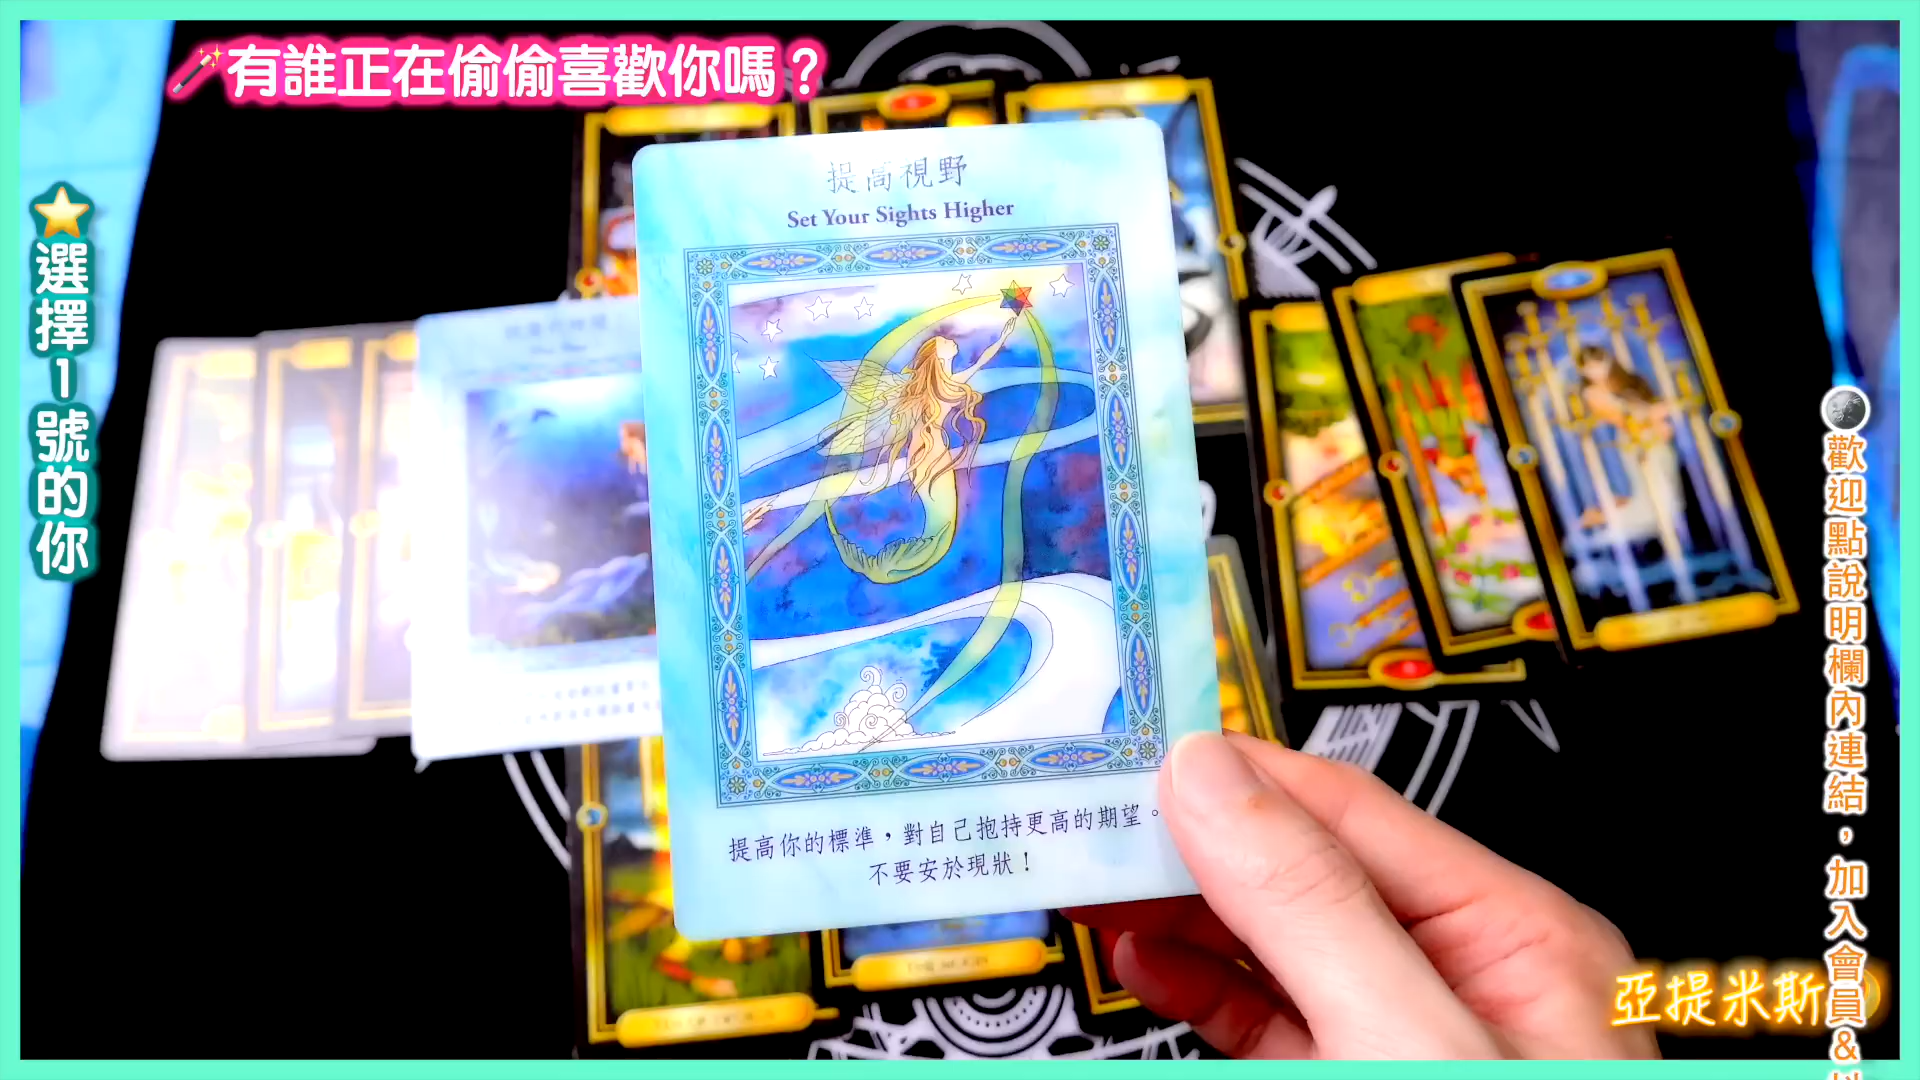 有誰正在偷偷喜歡你嗎？
選擇1號的你
提高視野
Set Your Sights Higher
提高你的標準，對自己抱持更高的期望。
不要安於現狀！
歡迎點說明欄內連結，加入會員&
亞提米斯